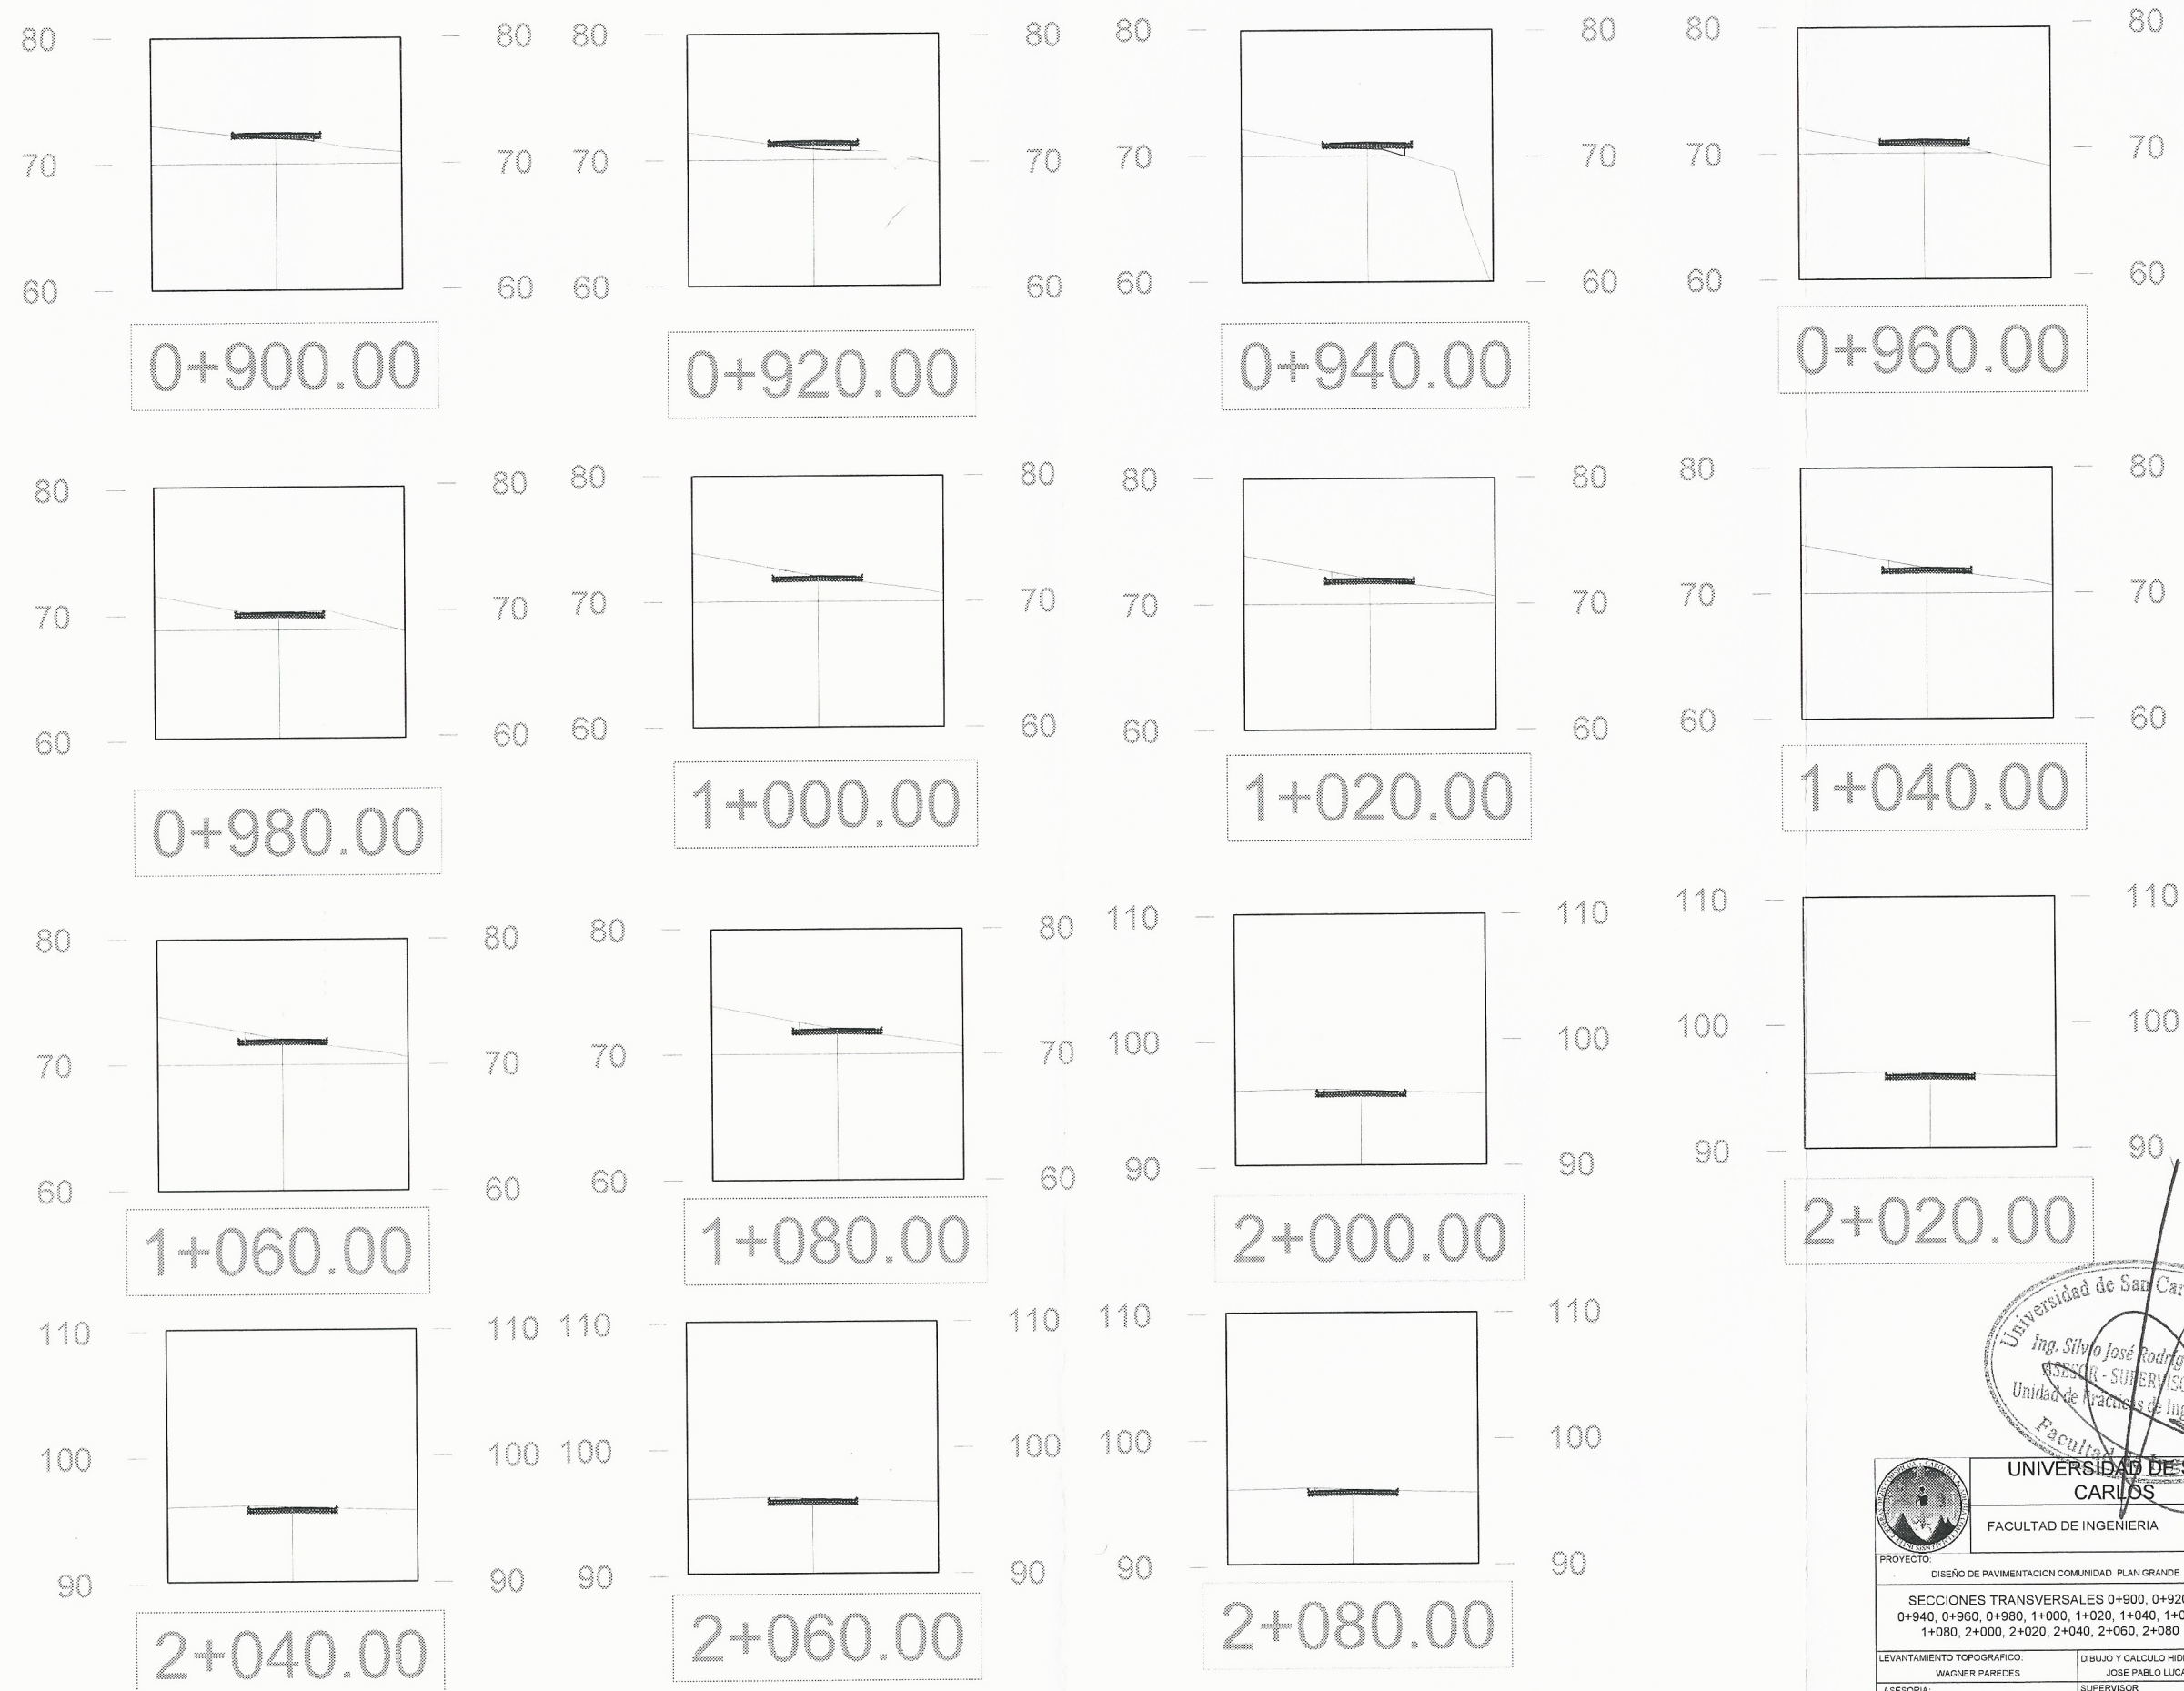 80 80 80 80 80 80 80 80
70 70 70 70 70 70 70 70
60 60 60 60 60 60 60 60
0+900.00 0+920.00 0+940.00 0+960.00
80 80 80 80 80 80 80 80
70 70 70 70 70 70 70 70
60 60 60 60 60 60 60 60
0+980.00 1+000.00 1+020.00 1+040.00
80 80 80 80 110 110 110 110
70 70 70 70 100 100 100 100
60 60 60 60 90 90 90 90
1+060.00 1+080.00 2+000.00 2+020.00
110 110 110 110 110 110
100 100 100 100 100 100
90 90 90 90 90 90
2+040.00 2+060.00 2+080.00
Universidad de San
Ing. Silvio José
ASESOR -
Unidad de Prácticas de
Facultad
UNIVERSIDAD DE
CARLOS
FACULTAD DE INGENIERIA
PROYECTO:
DISEÑO DE PAVIMENTACION COMUNIDAD PLAN GRANDE
SECCIONES TRANSVERSALES 0+900, 0+920
0+940, 0+960, 0+980, 1+000, 1+020, 1+040,
1+080, 2+000, 2+020, 2+040, 2+060, 2+080
LEVANTAMIENTO TOPOGRAFICO:
WAGNER PAREDES
DIBUJO Y CALCULO
JOSE PABLO
ASESORIA:
SUPERVISOR